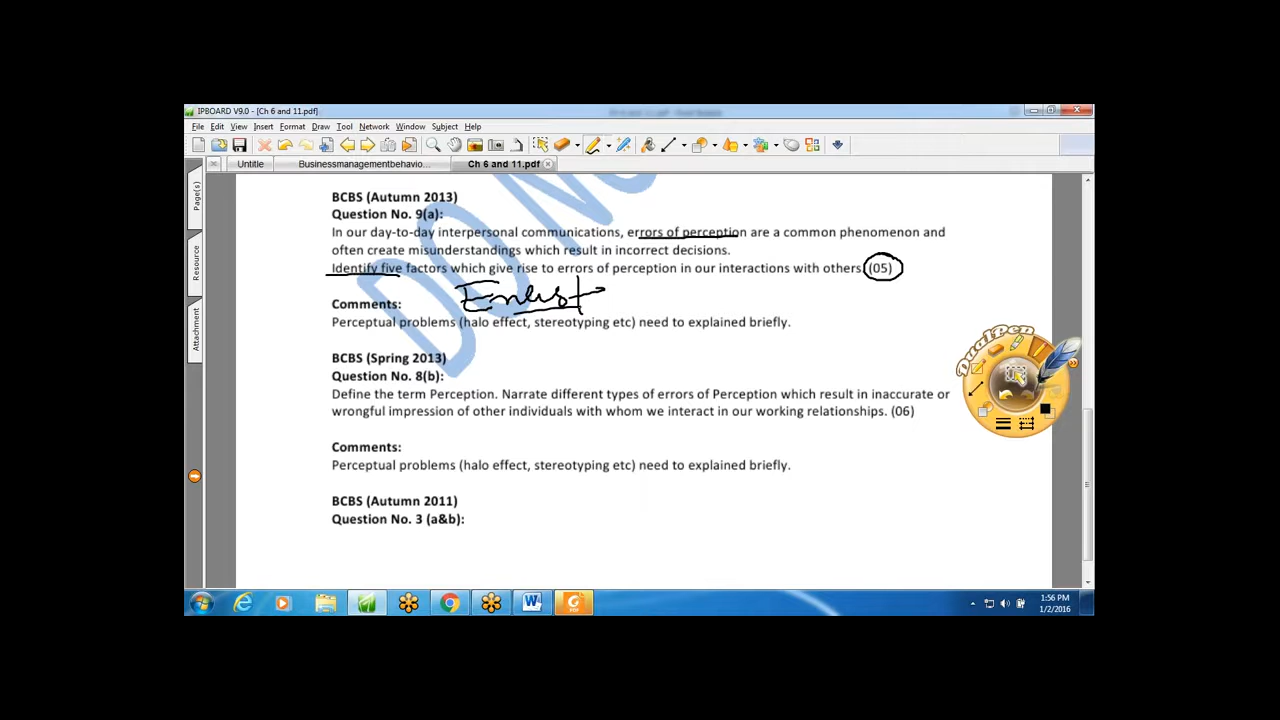 IPBOARD V9.0 - [Ch 6 and 11.pdf]
File Edit View Insert Format Draw Tool Network Window Subject Help
Untitle Businessmanagementbehavio... Ch 6 and 11.pdf
Page(s)
Resource
Attachment
DO NO
BCBS (Autumn 2013)
Question No. 9(a):
In our day-to-day interpersonal communications, errors of perception are a common phenomenon and
often create misunderstandings which result in incorrect decisions.
Identify five factors which give rise to errors of perception in our interactions with others. (05)
Enlist
Comments:
Perceptual problems (halo effect, stereotyping etc) need to explained briefly.
BCBS (Spring 2013)
Question No. 8(b):
Define the term Perception. Narrate different types of errors of Perception which result in inaccurate or
wrongful impression of other individuals with whom we interact in our working relationships. (06)
Comments:
Perceptual problems (halo effect, stereotyping etc) need to explained briefly.
BCBS (Autumn 2011)
Question No. 3 (a&b):
DualPen
1:56 PM
1/2/2016